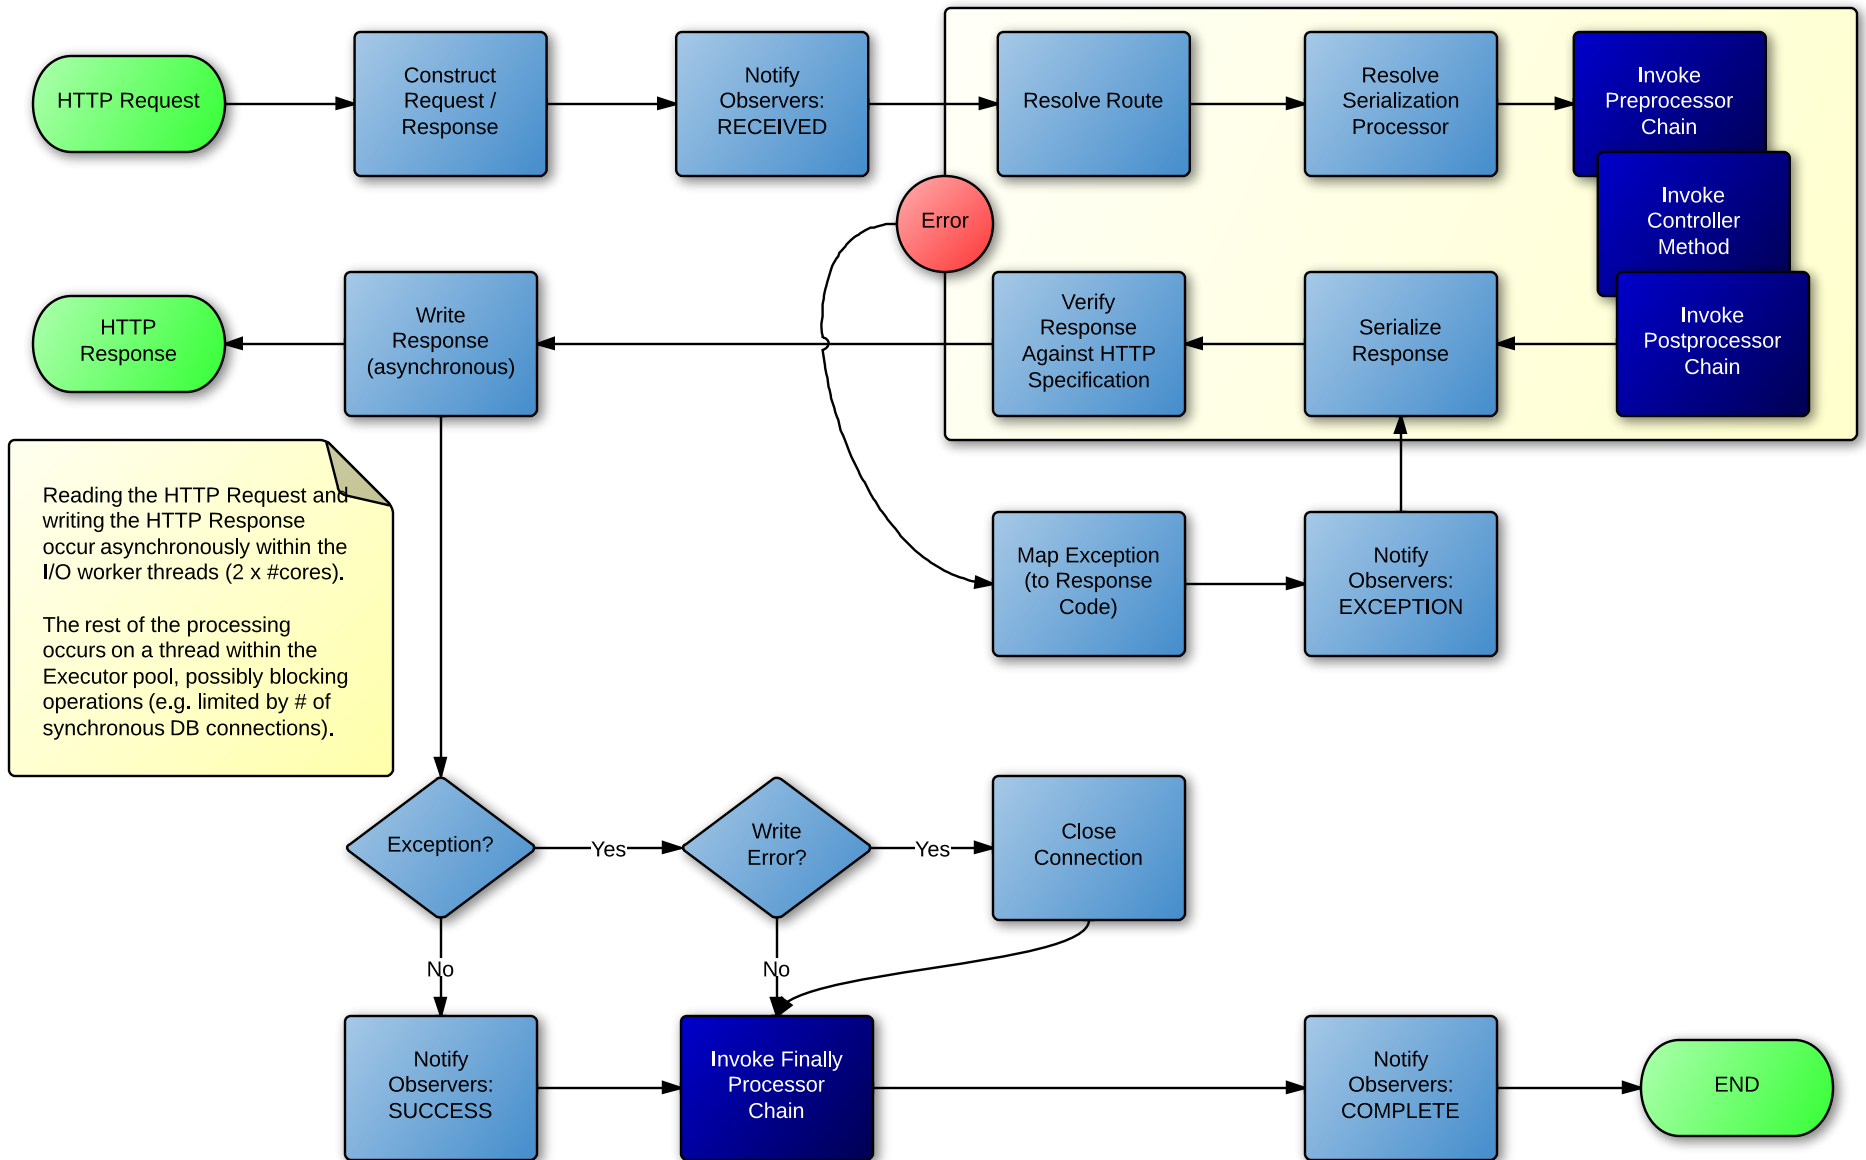 HTTP Request
Construct
Request /
Response
Notify
Observers:
RECEIVED
Resolve Route
Resolve
Serialization
Processor
Invoke
Preprocessor
Chain
Invoke
Controller
Method
Error
HTTP
Response
Write
Response
(asynchronous)
Verify
Response
Against HTTP
Specification
Serialize
Response
Invoke
Postprocessor
Chain
Reading the HTTP Request and
writing the HTTP Response
occur asynchronously within the
I/O worker threads (2 x #cores).
The rest of the processing
occurs on a thread within the
Executor pool, possibly blocking
operations (e.g. limited by # of
synchronous DB connections).
Map Exception
(to Response
Code)
Notify
Observers:
EXCEPTION
Exception?
Yes
Write
Error?
Yes
Close
Connection
No
No
Notify
Observers:
SUCCESS
Invoke Finally
Processor
Chain
Notify
Observers:
COMPLETE
END